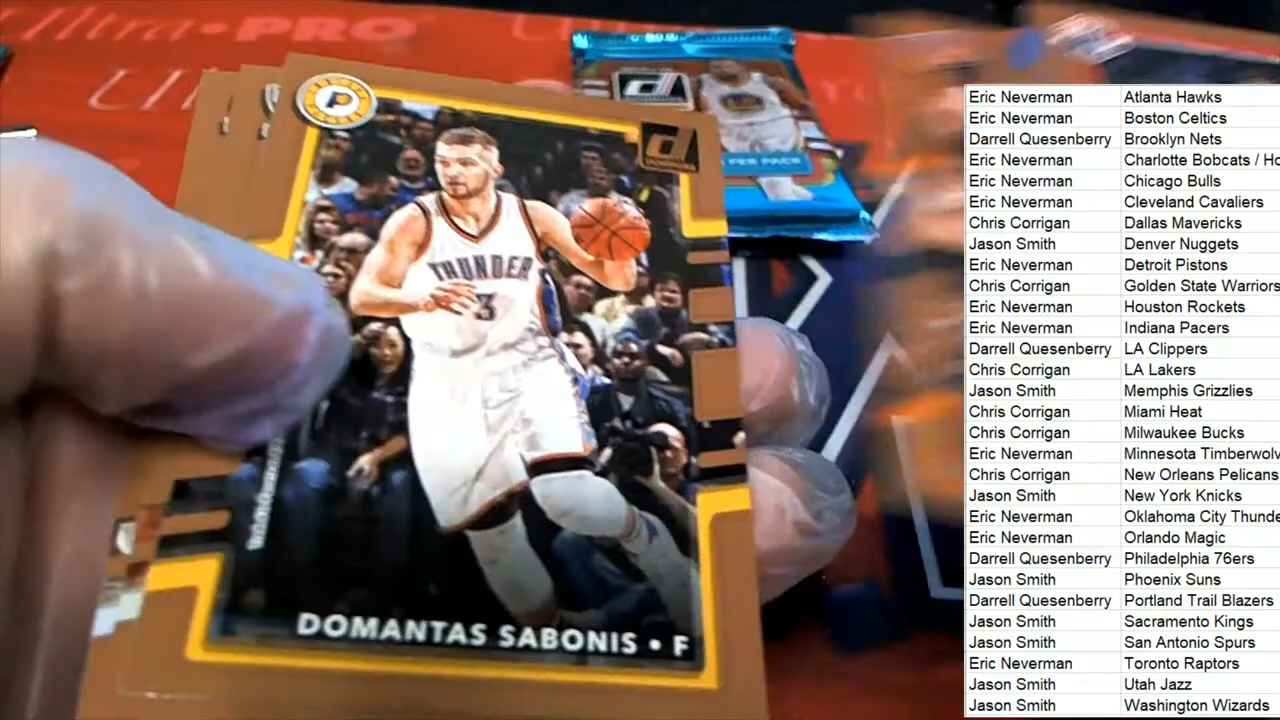 Ultra•PRO
PER PACK
THUNDER
3
DOMANTAS SABONIS • F
Eric Neverman Atlanta Hawks
Eric Neverman Boston Celtics
Darrell Quesenberry Brooklyn Nets
Eric Neverman Charlotte Bobcats / Ho
Eric Neverman Chicago Bulls
Eric Neverman Cleveland Cavaliers
Chris Corrigan Dallas Mavericks
Jason Smith Denver Nuggets
Eric Neverman Detroit Pistons
Chris Corrigan Golden State Warriors
Eric Neverman Houston Rockets
Eric Neverman Indiana Pacers
Darrell Quesenberry LA Clippers
Chris Corrigan LA Lakers
Jason Smith Memphis Grizzlies
Chris Corrigan Miami Heat
Chris Corrigan Milwaukee Bucks
Eric Neverman Minnesota Timberwolv
Chris Corrigan New Orleans Pelicans
Jason Smith New York Knicks
Eric Neverman Oklahoma City Thunde
Eric Neverman Orlando Magic
Darrell Quesenberry Philadelphia 76ers
Jason Smith Phoenix Suns
Darrell Quesenberry Portland Trail Blazers
Jason Smith Sacramento Kings
Jason Smith San Antonio Spurs
Eric Neverman Toronto Raptors
Jason Smith Utah Jazz
Jason Smith Washington Wizards